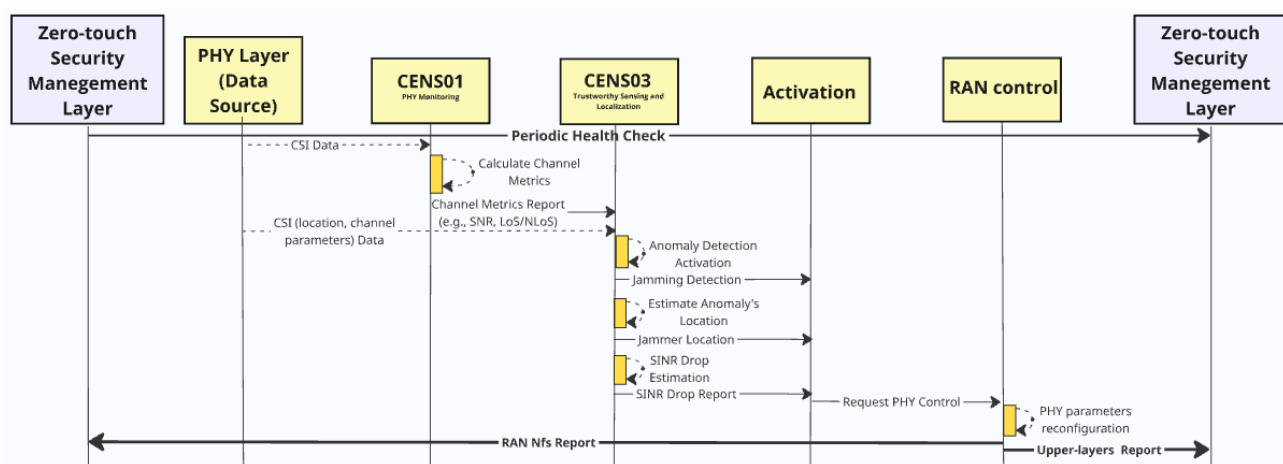 Zero-touch
Security
Manegement
Layer
PHY Layer
(Data
Source)
CENS01
PHY Monitoring
CENS03
Trustworthy Sensing and
Localization
Activation
RAN control
Zero-touch
Security
Manegement
Layer
Periodic Health Check
CSI Data
Calculate Channel
Metrics
Channel Metrics Report
(e.g., SNR, LoS/NLoS)
CSI (location, channel
parameters) Data
Anomaly Detection
Activation
Jamming Detection
Estimate Anomaly's
Location
Jammer Location
SINR Drop
Estimation
SINR Drop Report
Request PHY Control
PHY parameters
reconfiguration
RAN Nfs Report
Upper-layers Report